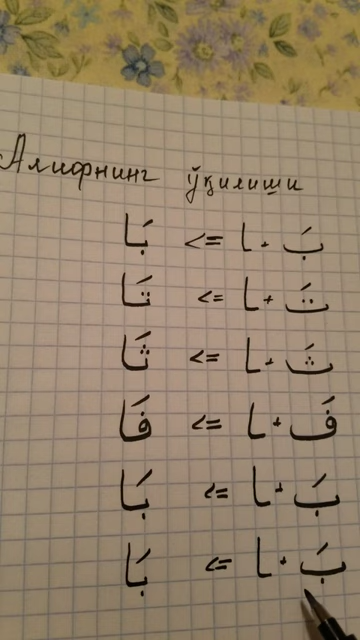 Алифнинг ўқилиши
بَ + ا => بَا
تَ + ا => تَا
ثَ + ا => ثَا
فَ + ا => فَا
بَ + ا => بَا
بَ + ا => بَا